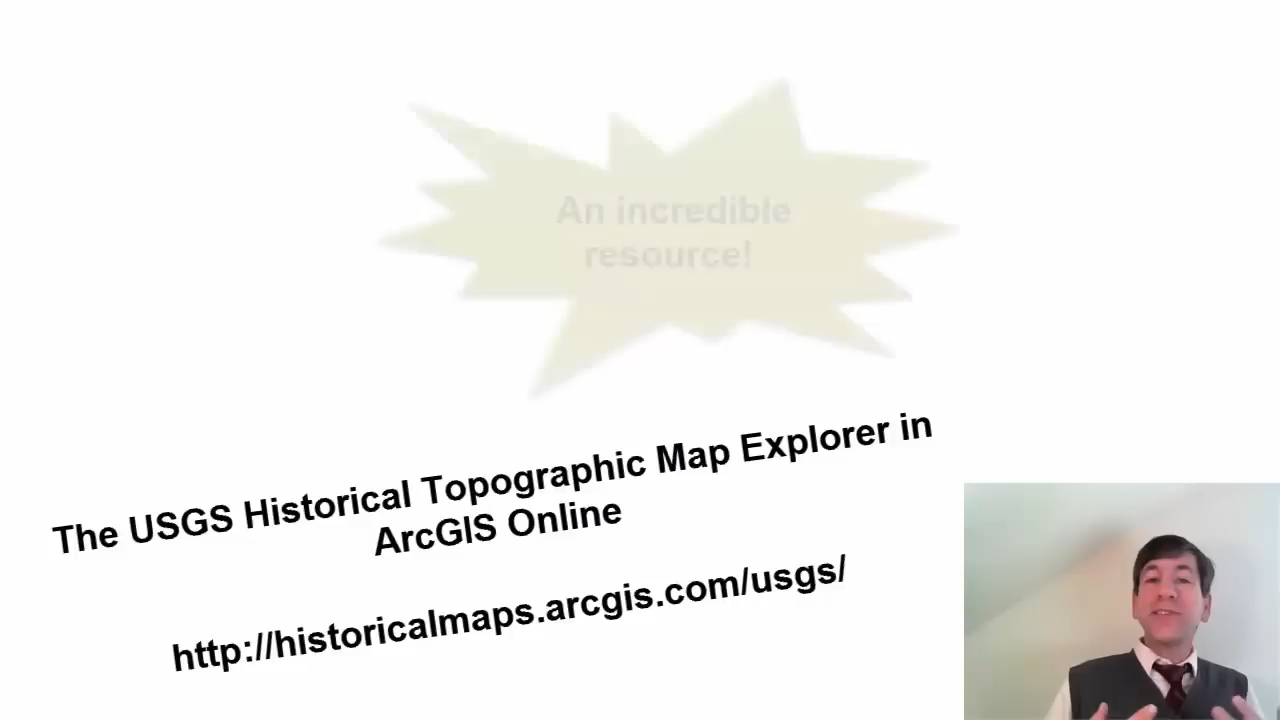 An incredible
resource!
The USGS Historical Topographic Map Explorer in
ArcGIS Online
http://historicalmaps.arcgis.com/usgs/